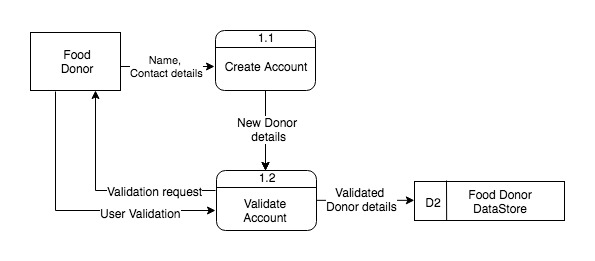 1.1
Food
Donor
Name,
Contact details
Create Account
New Donor
details
1.2
Validation request
User Validation
Validate
Account
Validated
Donor details
D2
Food Donor
DataStore